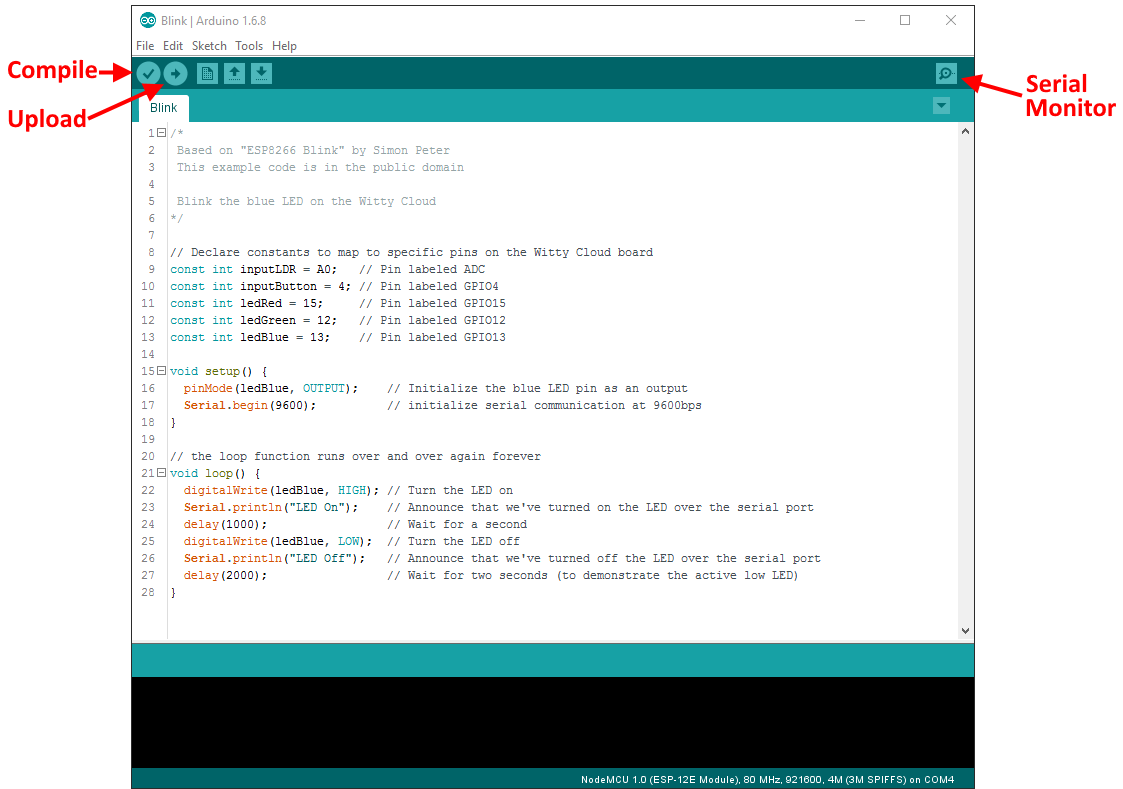 Blink | Arduino 1.6.8
File Edit Sketch Tools Help
Compile
Upload
Serial
Monitor
Blink
1 /*
2  Based on "ESP8266 Blink" by Simon Peter
3  This example code is in the public domain
4
5  Blink the blue LED on the Witty Cloud
6 */
7
8 // Declare constants to map to specific pins on the Witty Cloud board
9 const int inputLDR = A0;   // Pin labeled ADC
10 const int inputButton = 4; // Pin labeled GPIO4
11 const int ledRed = 15;     // Pin labeled GPIO15
12 const int ledGreen = 12;   // Pin labeled GPIO12
13 const int ledBlue = 13;    // Pin labeled GPIO13
14
15 void setup() {
16   pinMode(ledBlue, OUTPUT);    // Initialize the blue LED pin as an output
17   Serial.begin(9600);          // initialize serial communication at 9600bps
18 }
19
20 // the loop function runs over and over again forever
21 void loop() {
22   digitalWrite(ledBlue, HIGH); // Turn the LED on
23   Serial.println("LED On");    // Announce that we've turned on the LED over the serial port
24   delay(1000);                 // Wait for a second
25   digitalWrite(ledBlue, LOW);  // Turn the LED off
26   Serial.println("LED Off");   // Announce that we've turned off the LED over the serial port
27   delay(2000);                 // Wait for two seconds (to demonstrate the active low LED)
28 }
NodeMCU 1.0 (ESP-12E Module), 80 MHz, 921600, 4M (3M SPIFFS) on COM4